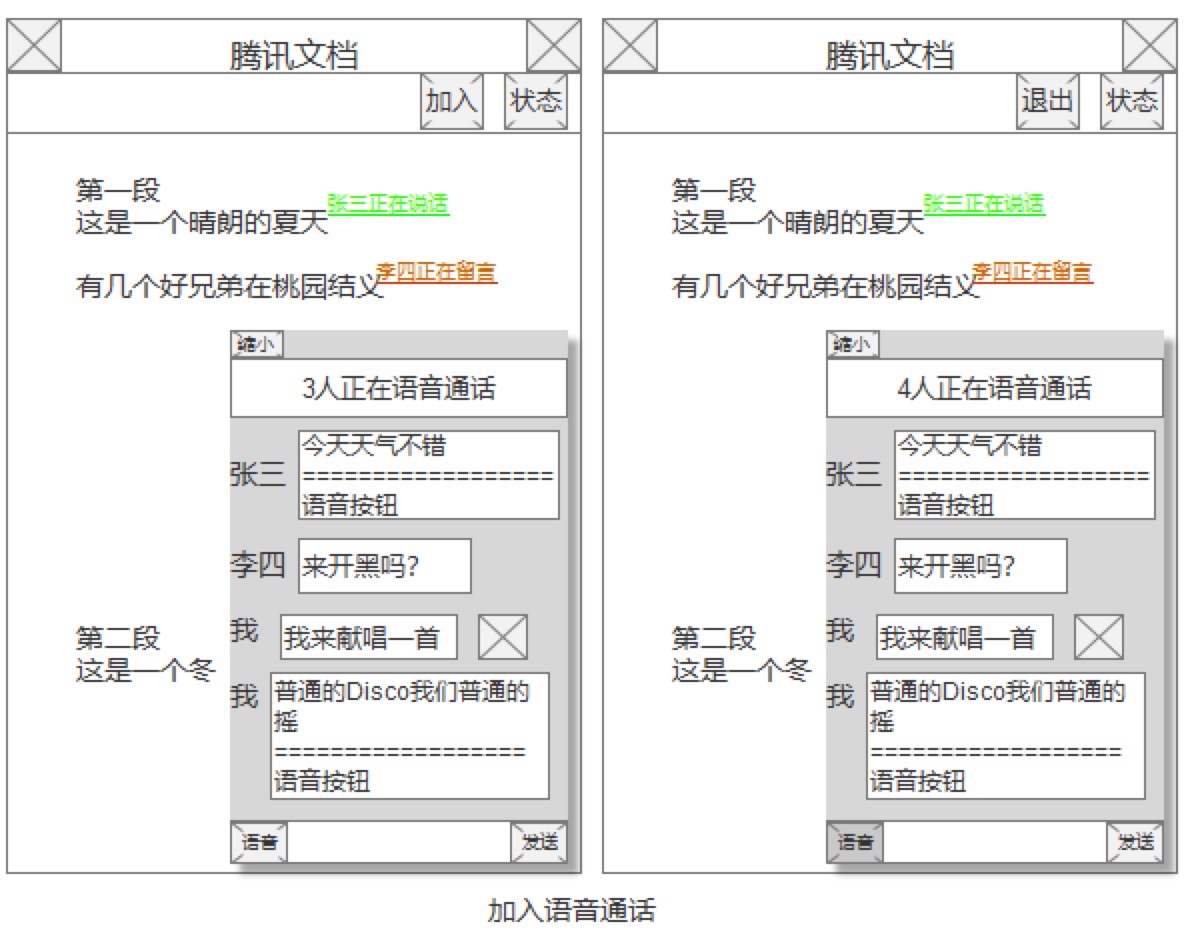 腾讯文档
加入 状态
第一段
这是一个晴朗的夏天张三正在说话
有几个好兄弟在桃园结义李四正在留言
缩小
3人正在语音通话
张三
今天天气不错
==================
语音按钮
李四 来开黑吗?
我 我来献唱一首
第二段
这是一个冬
我
普通的Disco我们普通的
摇
==================
语音按钮
语音 发送
腾讯文档
退出 状态
第一段
这是一个晴朗的夏天张三正在说话
有几个好兄弟在桃园结义李四正在留言
缩小
4人正在语音通话
张三
今天天气不错
==================
语音按钮
李四 来开黑吗?
我 我来献唱一首
第二段
这是一个冬
我
普通的Disco我们普通的
摇
==================
语音按钮
语音 发送
加入语音通话